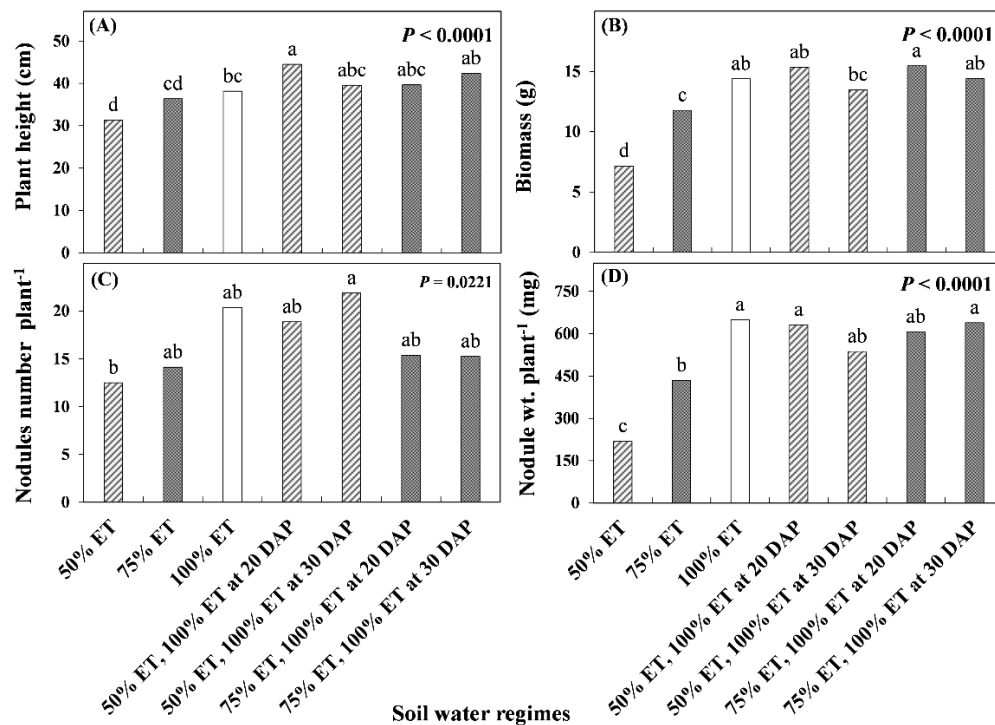 (A)
P < 0.0001
Plant height (cm)
50
40
30
20
10
0
d
cd
bc
a
abc
abc
ab
(B)
P < 0.0001
Biomass (g)
15
10
5
0
d
c
ab
ab
bc
a
ab
(C)
P = 0.0221
Nodules number plant-1
20
15
10
5
0
b
ab
ab
ab
a
ab
ab
(D)
P < 0.0001
Nodule wt. plant-1 (mg)
750
600
450
300
150
0
c
b
a
a
ab
ab
a
50% ET
75% ET
100% ET
50% ET, 100% ET at 20 DAP
50% ET, 100% ET at 30 DAP
75% ET, 100% ET at 20 DAP
75% ET, 100% ET at 30 DAP
50% ET
75% ET
100% ET
50% ET, 100% ET at 20 DAP
50% ET, 100% ET at 30 DAP
75% ET, 100% ET at 20 DAP
75% ET, 100% ET at 30 DAP
Soil water regimes